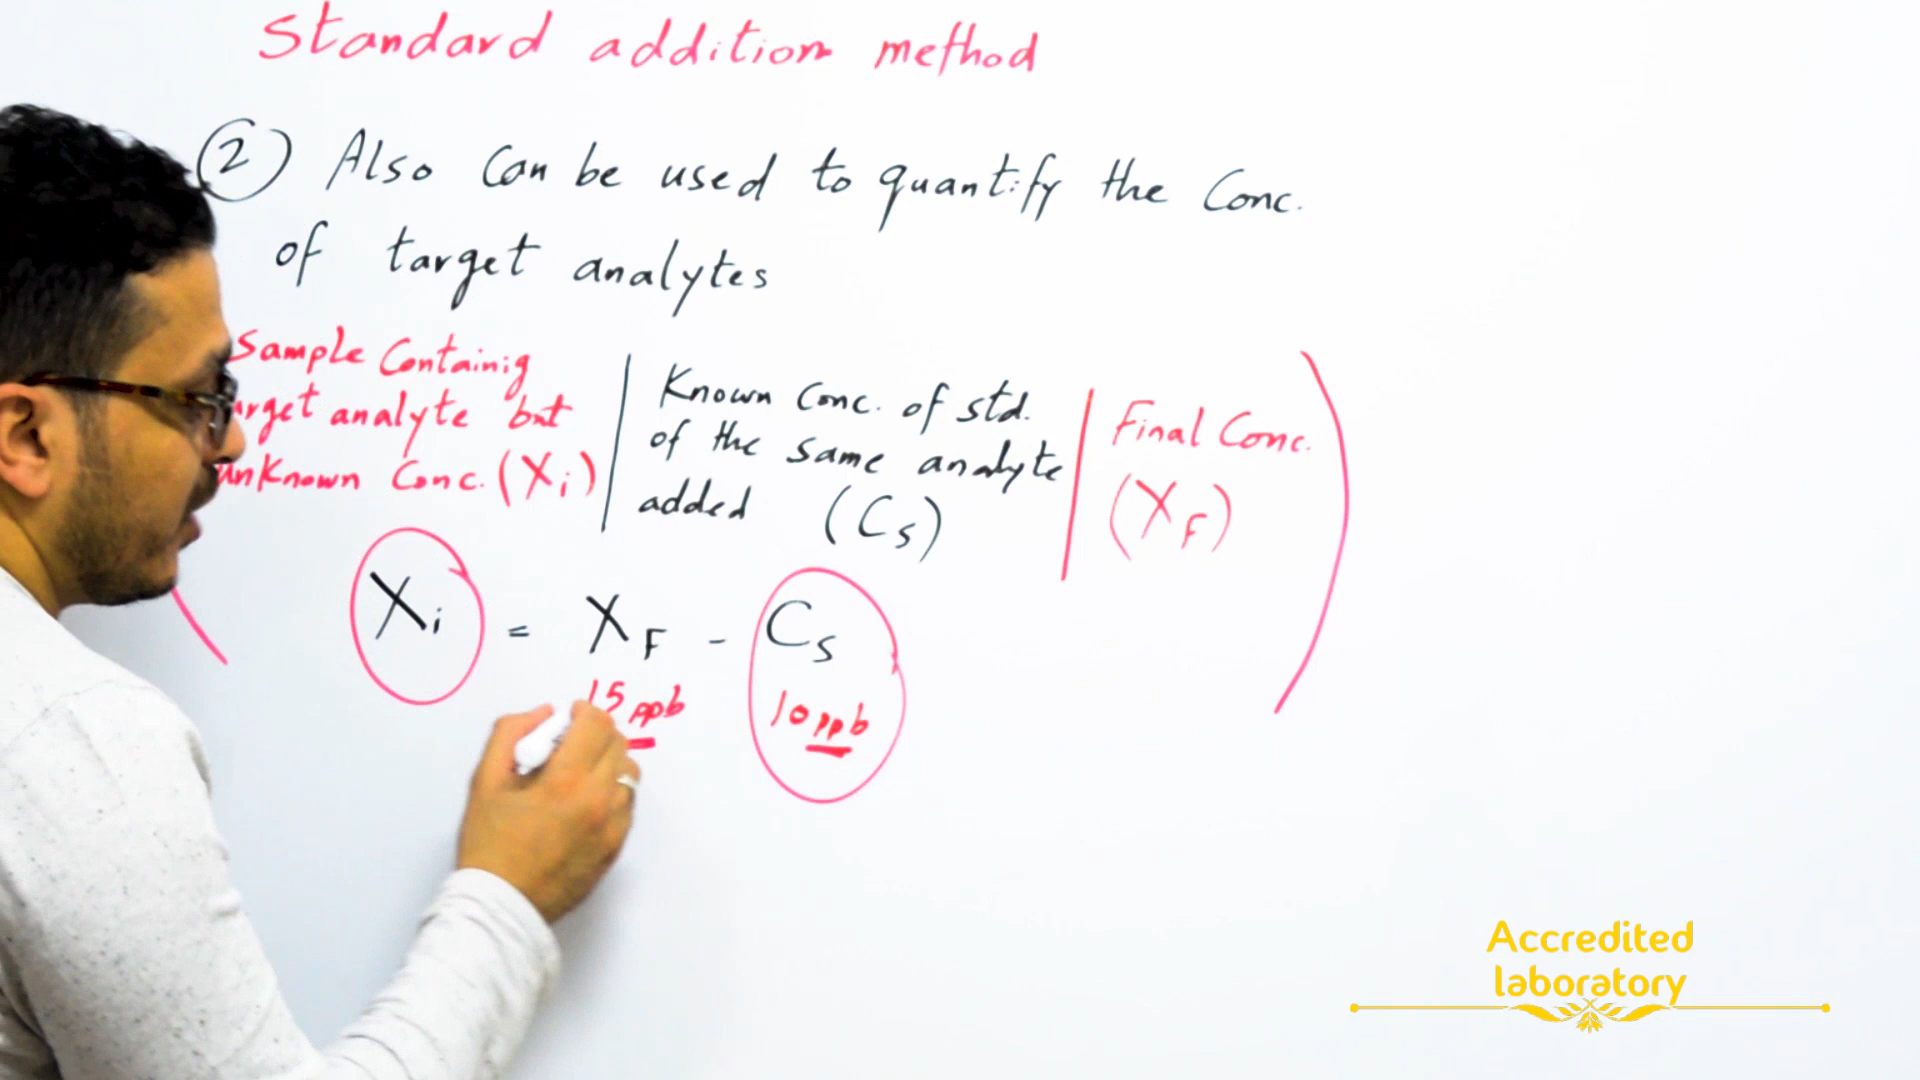 Standard addition method
2 Also Can be used to quantify the Conc.
of target analytes
Sample Containig
arget analyte but
unKnown Conc. (Xi)
Known Conc. of std.
of the same analyte
added (Cs)
Final Conc.
(XF)
Xi = XF - Cs
15 ppb
10 ppb
Accredited
laboratory